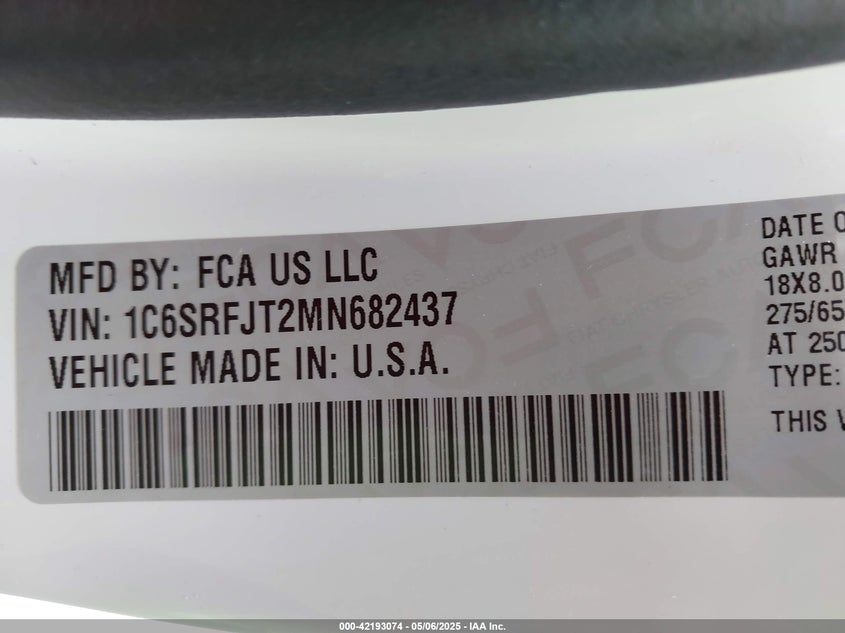 MFD BY: FCA US LLC
VIN: 1C6SRFJT2MN682437
VEHICLE MADE IN: U.S.A.
DATE O
GAWR
18X8.0
275/65
AT 250
TYPE:
THIS V
000-42193074 - 05/06/2025 - IAA Inc.